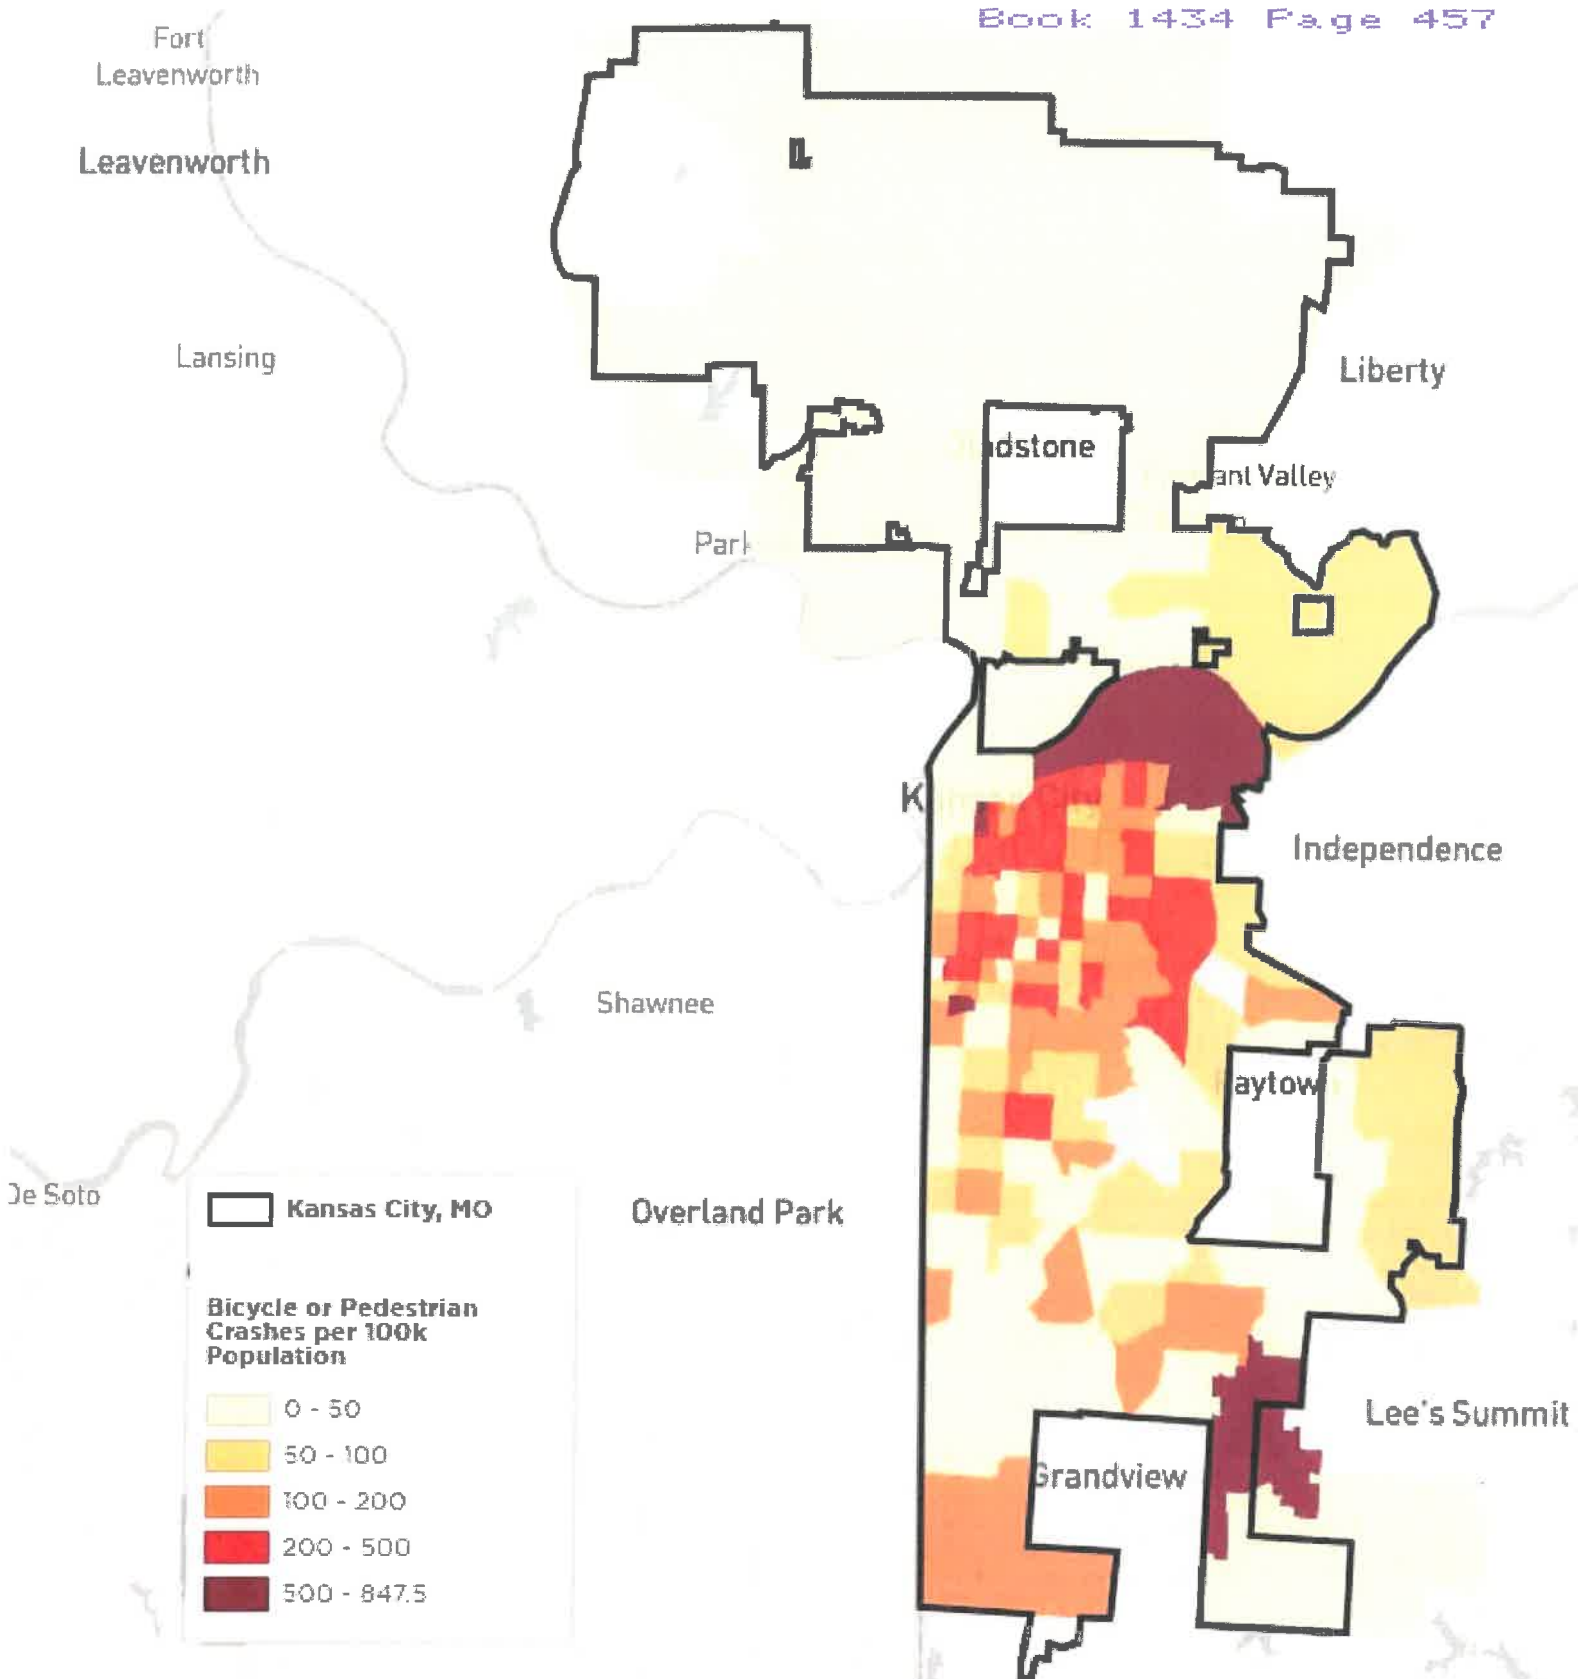 Book 1434 Page 457
Fort
Leavenworth
Leavenworth
Lansing
Liberty
dstone
ant Valley
Park
Independence
Shawnee
aytow
De Soto
Kansas City, MO
Overland Park
Bicycle or Pedestrian
Crashes per 100k
Population
0 - 50
50 - 100
100 - 200
200 - 500
500 - 847.5
Lee's Summit
Grandview